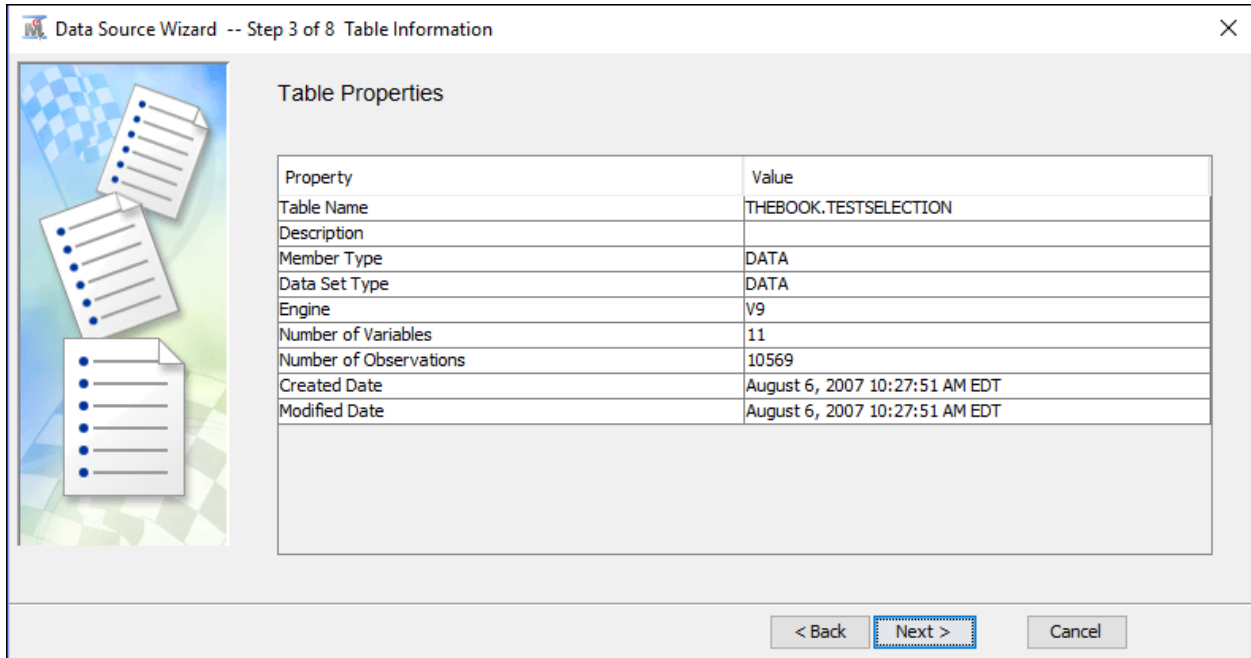 Data Source Wizard -- Step 3 of 8 Table Information
Table Properties
Property Value
Table Name THEBOOK.TESTSELECTION
Description
Member Type DATA
Data Set Type DATA
Engine V9
Number of Variables 11
Number of Observations 10569
Created Date August 6, 2007 10:27:51 AM EDT
Modified Date August 6, 2007 10:27:51 AM EDT
< Back Next > Cancel